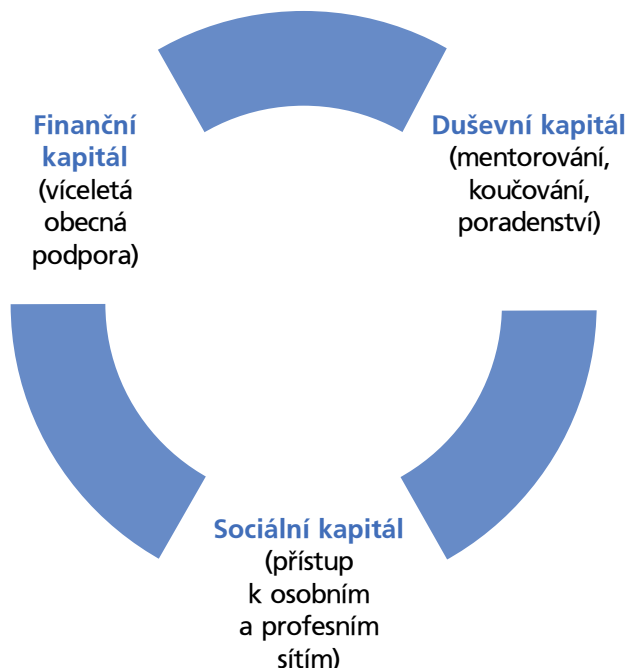 Finanční
kapitál
(víceletá
obecná
podpora)
Duševní kapitál
(mentorování,
koučování,
poradenství)
Sociální kapitál
(přístup
k osobním
a profesním
sítím)